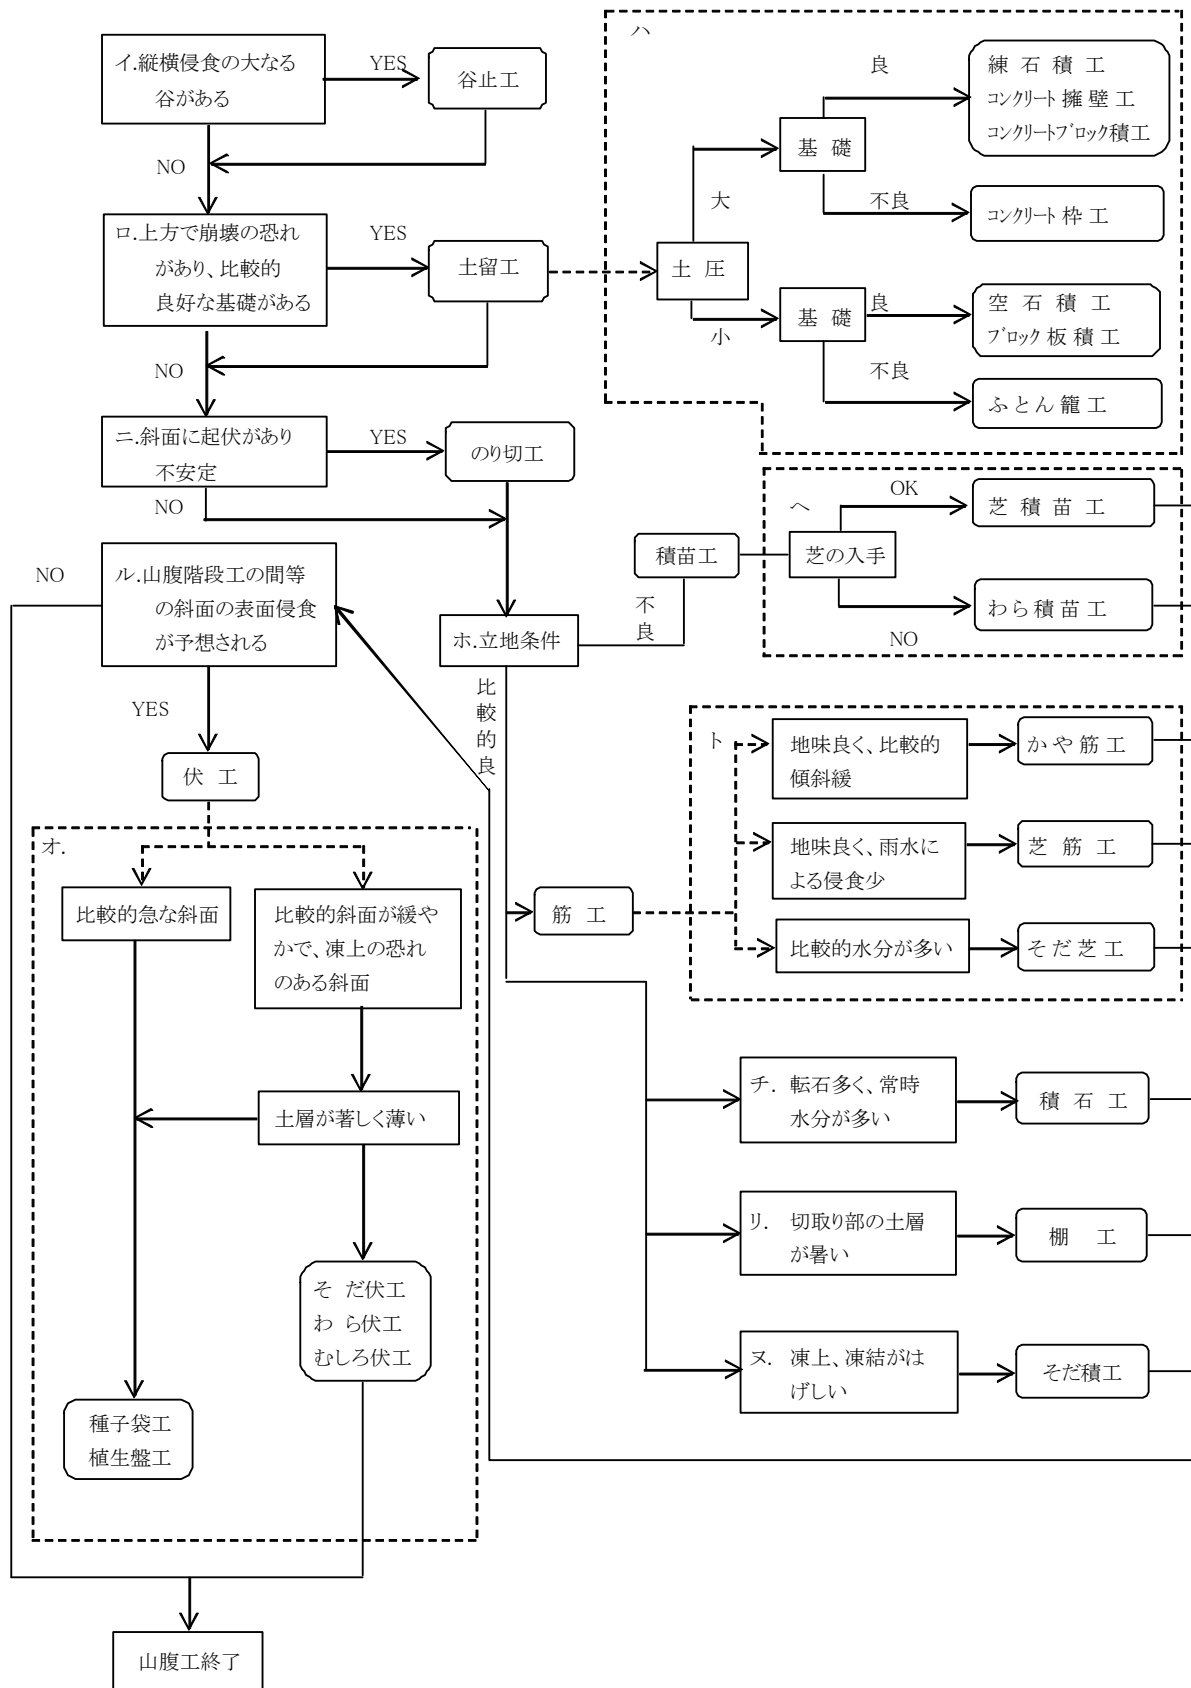 イ.縦横侵食の大なる
谷がある
YES
谷止工
NO
ロ.上方で崩壊の恐れ
があり、比較的
良好な基礎がある
YES
土留工
NO
ハ
土 圧
大
小
基 礎
良
練 石 積 工
コンクリート 擁 壁 工
コンクリートブロック 積工
不良
コンクリート 枠 工
基 礎
良
空 石 積 工
ブロック 板 積 工
不良
ふ と ん 籠 工
ニ.斜面に起伏があり
不安定
YES
のり切工
NO
ホ.立地条件
不良
積苗工
ヘ
芝の入手
OK
芝 積 苗 工
NO
わ ら 積 苗 工
比較的良
筋 工
ト
地味良く、比較的
傾斜緩
か や 筋 工
地味良く、雨水に
よる侵食少
芝 筋 工
比較的水分が多い
そ だ 芝 工
チ. 転石多く、常時
水分が多い
積 石 工
リ. 切取り部の土層
が暑い
棚 工
ヌ. 凍上、凍結がは
げしい
そだ積工
ル.山腹階段工の間等
の斜面の表面侵食
が予想される
NO
YES
伏 工
オ.
比較的急な斜面
比較的斜面が緩や
かで、凍上の恐れ
のある斜面
土層が著しく薄い
そ だ伏工
わ ら伏工
むしろ伏工
種子袋工
植生盤工
山腹工終了